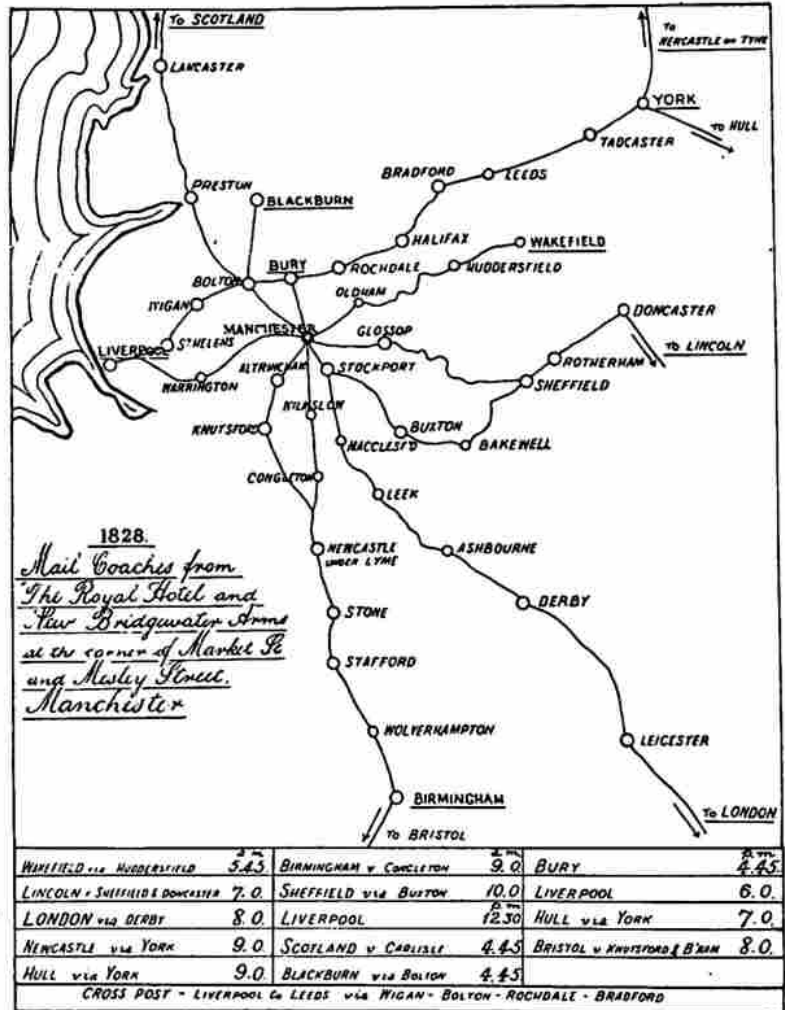 TO SCOTLAND
TO
NEWCASTLE ON TYNE
LANCASTER
YORK
TO HULL
TADCASTER
BRADFORD
LEEDS
PRESTON
BLACKBURN
HALIFAX
WAKEFIELD
BURY
ROCHDALE
HUDDERSFIELD
BOLTON
OLDHAM
WIGAN
DONCASTER
MANCHESTER
GLOSSOP
ST HELENS
LIVERPOOL
TO LINCOLN
ROTHERHAM
ALTRINCHAM
STOCKPORT
SHEFFIELD
WARRINGTON
WILMSLOW
BUXTON
KNUTSFORD
MACCLESFD
BAKEWELL
CONGLETON
LEEK
1828.
Mail Coaches from
The Royal Hotel and
New Bridgewater Arms
at the corner of Market St
and Mosley Street.
Manchester
NEWCASTLE
UNDER LYME
ASHBOURNE
DERBY
STONE
STAFFORD
WOLVERHAMPTON
LEICESTER
BIRMINGHAM
TO LONDON
TO BRISTOL
WAKEFIELD via HUDDERSFIELD a.m 5.45
LINCOLN v SHEFFIELD & DONCASTER 7.0.
LONDON via DERBY 8.0.
NEWCASTLE via YORK 9.0
HULL via YORK 9.0.
BIRMINGHAM v CONGLETON a.m 9.0.
SHEFFIELD via BUXTON 10.0
LIVERPOOL p.m 12.30
SCOTLAND v CARLISLE 4.45
BLACKBURN via BOLTON 4.45
BURY p.m 4.45.
LIVERPOOL 6.0.
HULL via YORK 7.0.
BRISTOL v KNUTSFORD & B'HAM 8.0.
CROSS POST - LIVERPOOL to LEEDS via WIGAN - BOLTON - ROCHDALE - BRADFORD